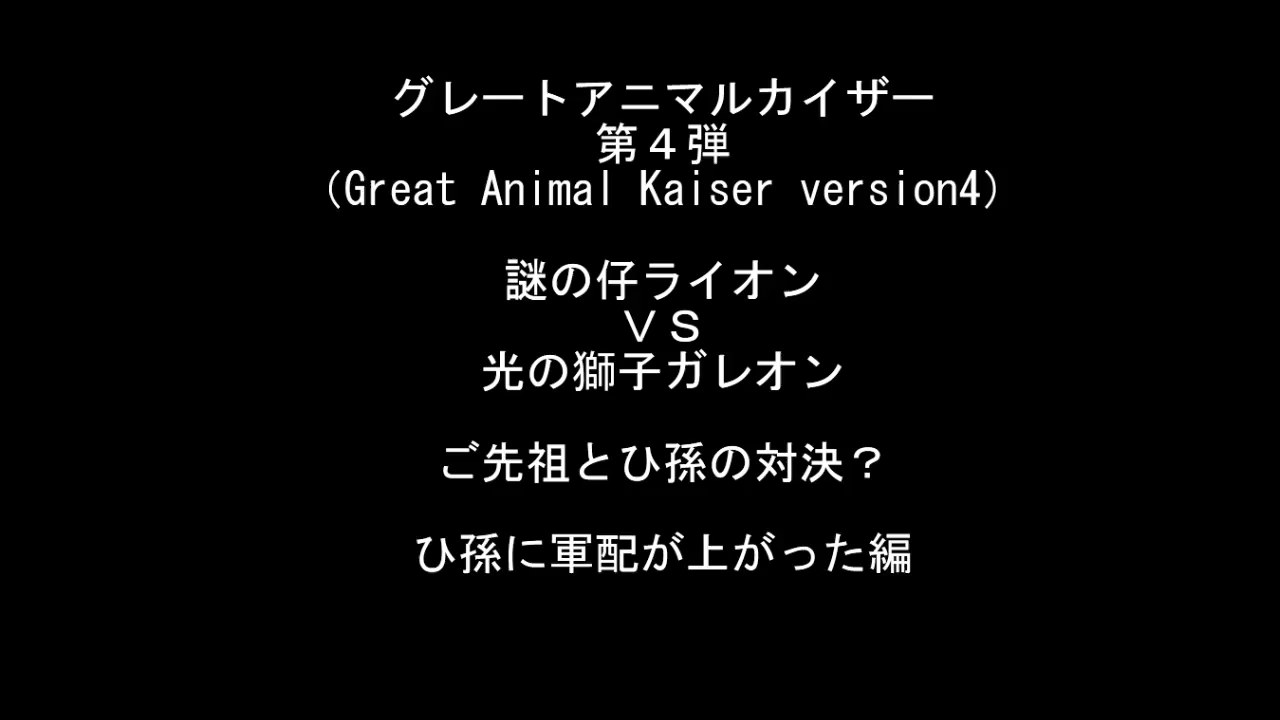 グレートアニマルカイザー
第４弾
(Great Animal Kaiser version4)
謎の仔ライオン
ＶＳ
光の獅子ガレオン
ご先祖とひ孫の対決？
ひ孫に軍配が上がった編